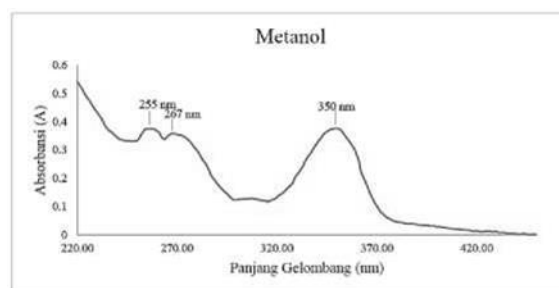 Metanol
0.6
0.5
0.4
0.3
0.2
0.1
0
255 nm
267 nm
350 nm
Absorbansi (A)
220.00 270.00 320.00 370.00 420.00
Panjang Gelombang (nm)